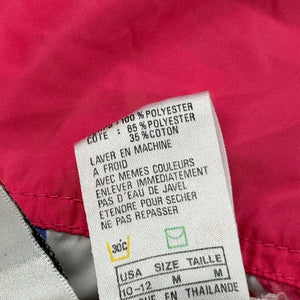 100 % POLYESTER
COTE : 65 % POLYESTER
35 % COTON
LAVER EN MACHINE
A FROID
AVEC MEMES COULEURS
ENLEVER IMMEDIATEMENT
PAS D'EAU DE JAVEL
ETENDRE POUR SECHER
NE PAS REPASSER
30C
USA SIZE TAILLE
10-12 M M
THAILANDE